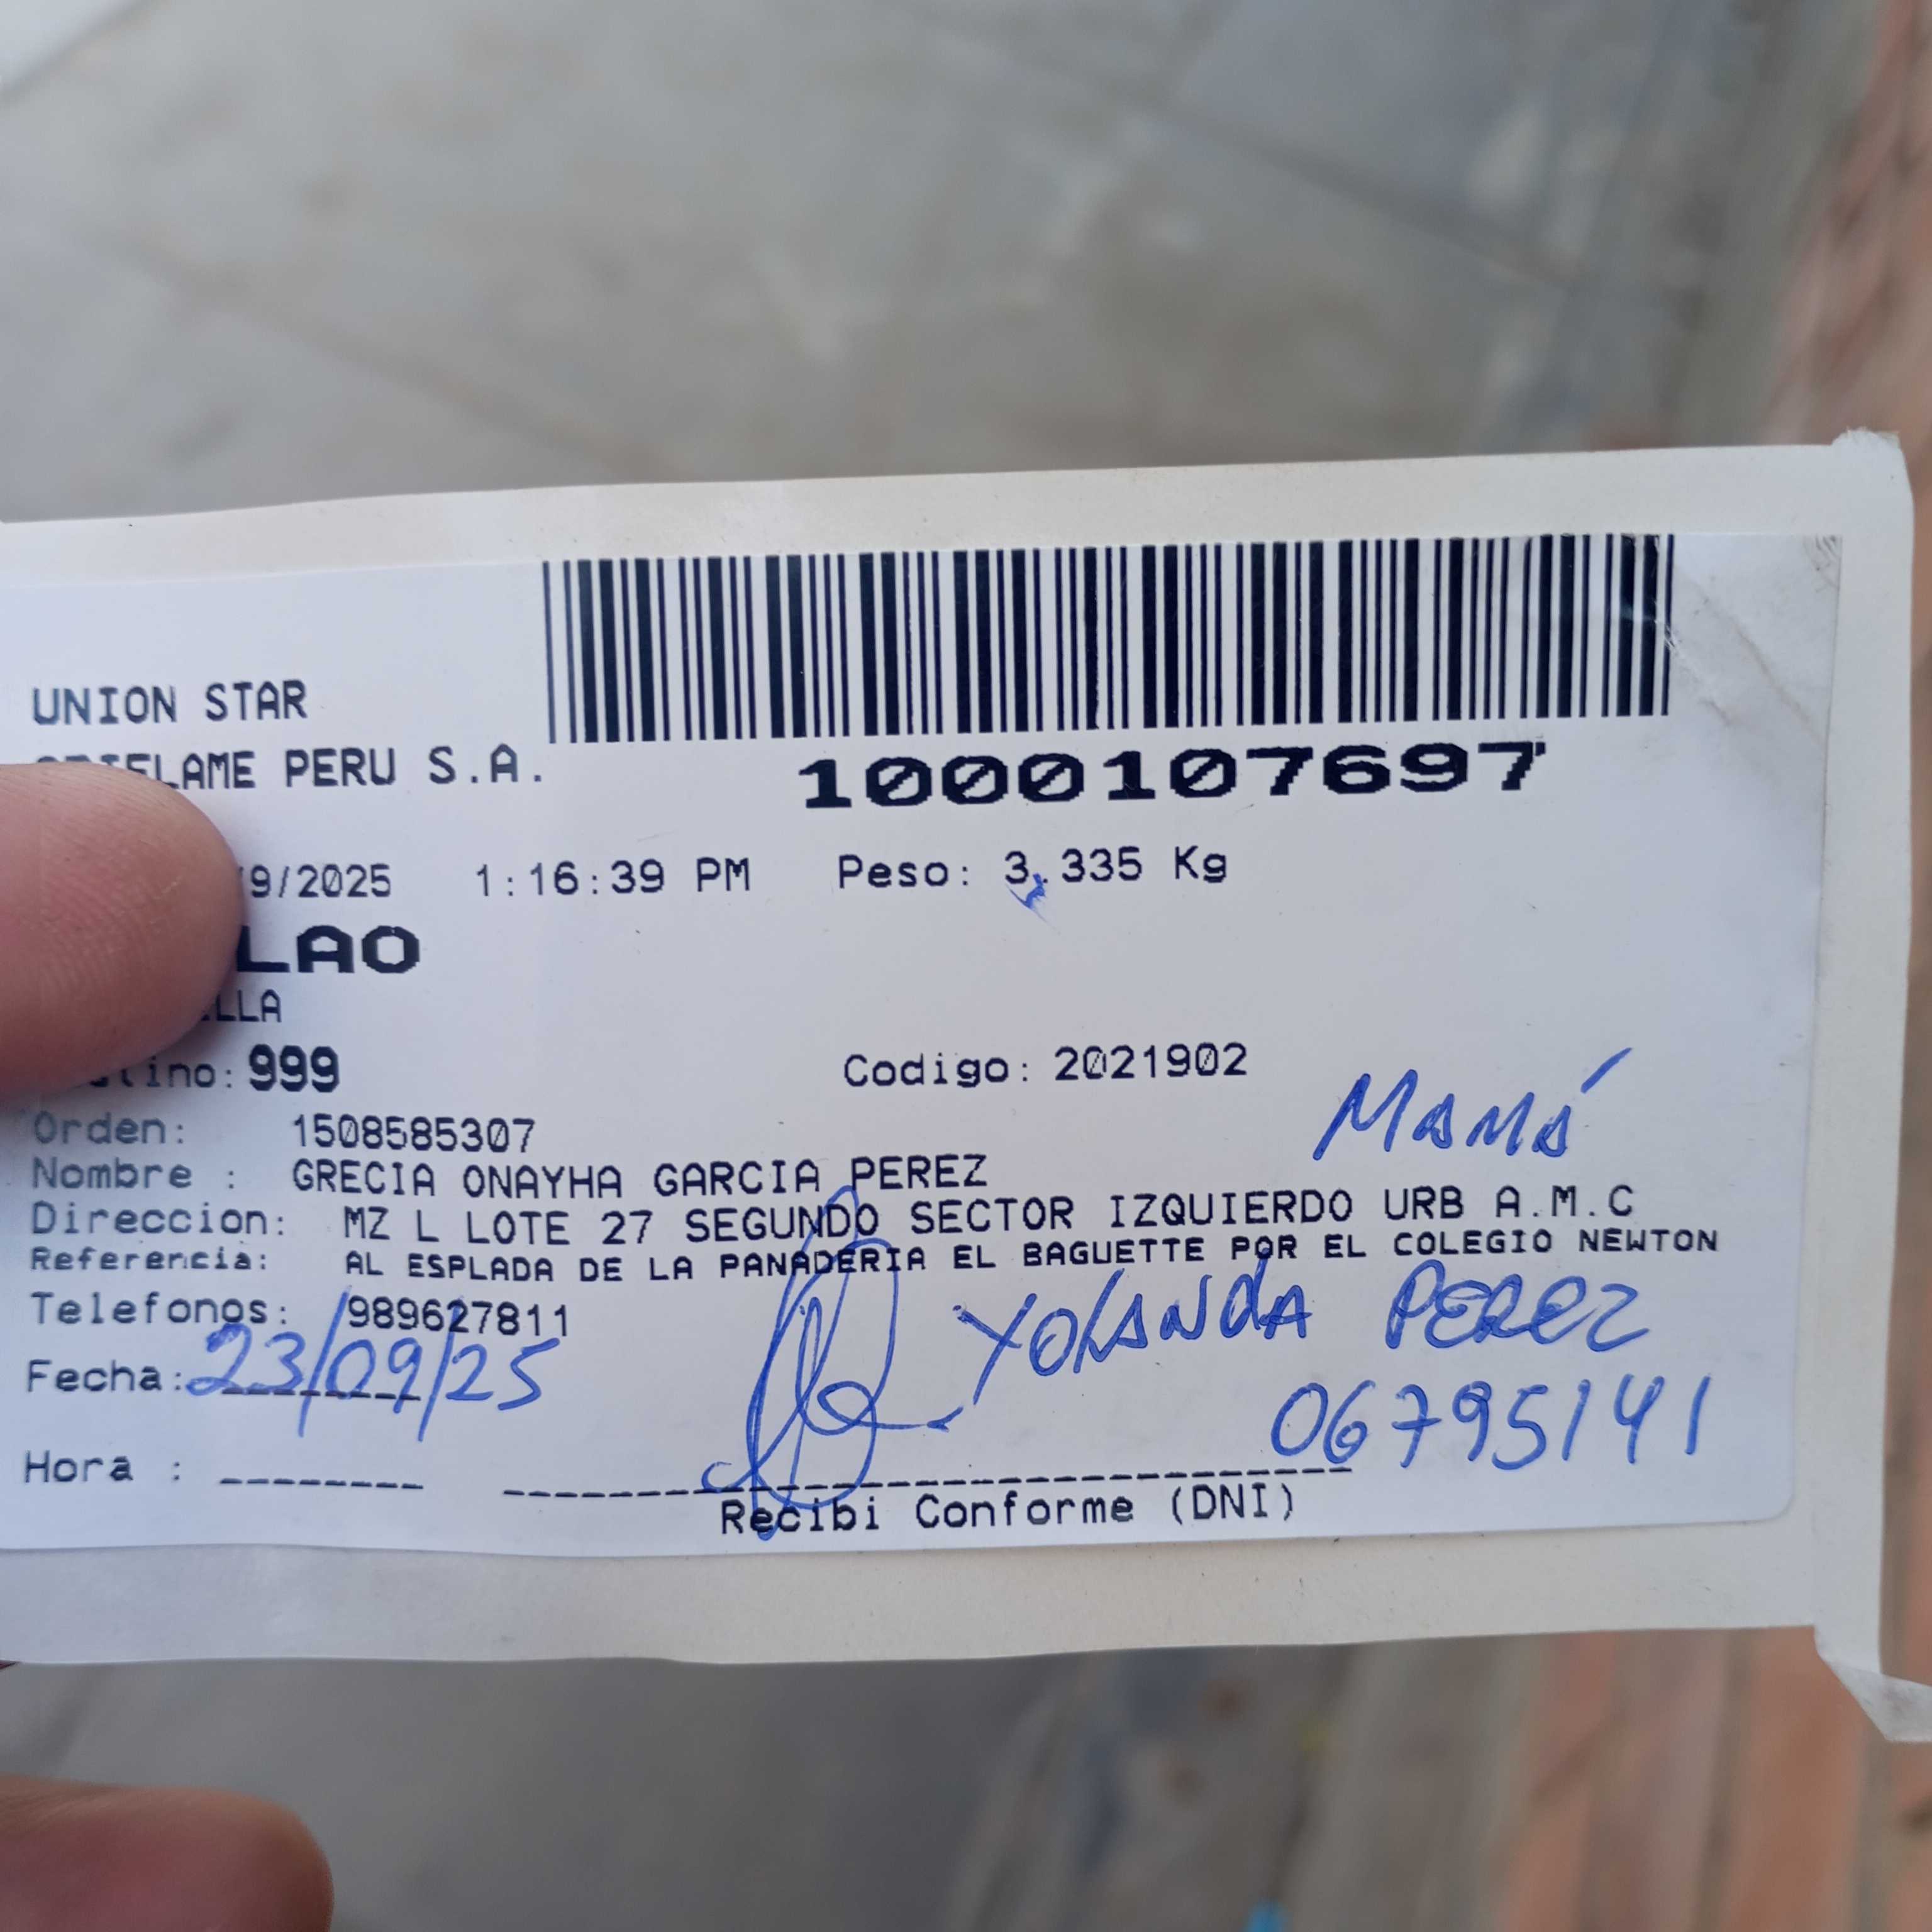 UNION STAR
PERU S.A.
1000107697
9/2025 1:16:39 PM Peso: 3.335 Kg
999 Codigo: 2021902
Mamá
Orden: 1508585307
Nombre : GRECIA ONAYHA GARCIA PEREZ
Direccion: MZ L LOTE 27 SEGUNDO SECTOR IZQUIERDO URB A.M.C
Referencia: AL ESPLADA DE LA PANADERIA EL BAGUETTE POR EL COLEGIO NEWTON
Telefonos: 989627811
YOLANDA PEREZ
Fecha: 23/09/25
06795141
Hora :
Recibi Conforme (DNI)